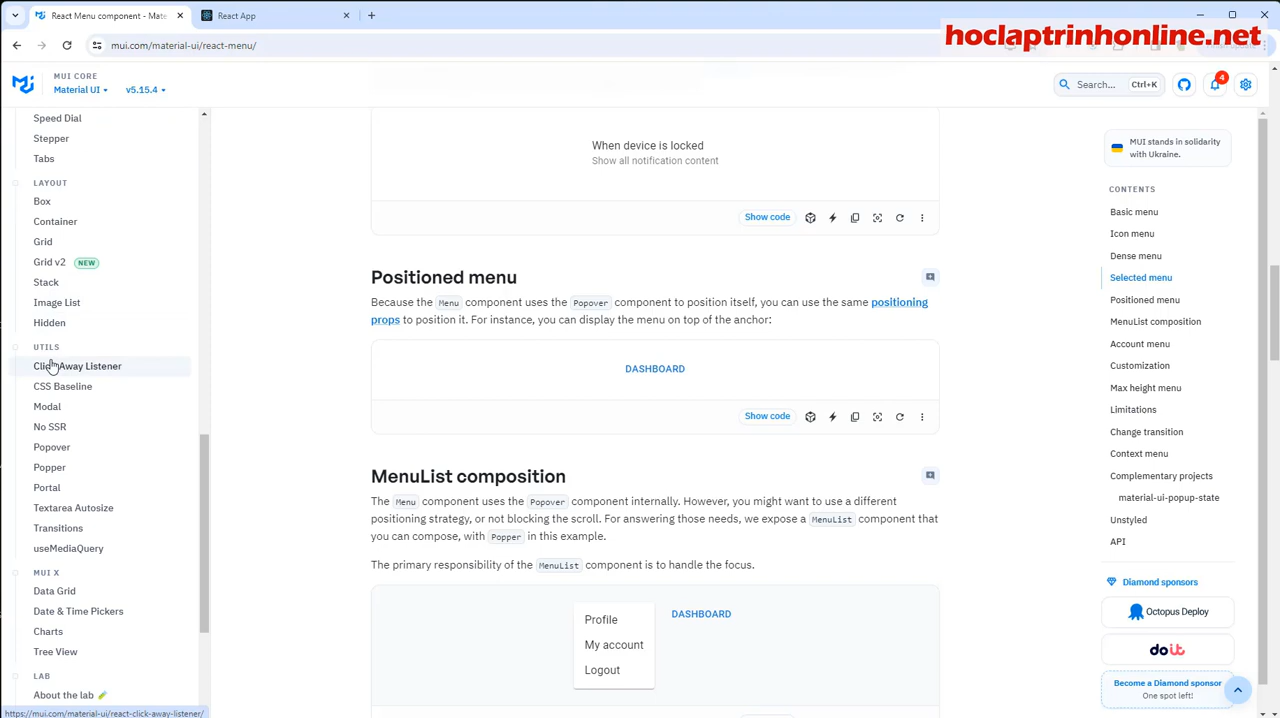 React Menu component - Mate
React App
mui.com/material-ui/react-menu/
hoclaptrinhonline.net
MUI CORE
Material UI
v5.15.4
Search...
Ctrl+K
4
Speed Dial
Stepper
Tabs
LAYOUT
Box
Container
Grid
Grid v2 NEW
Stack
Image List
Hidden
UTILS
Click-Away Listener
CSS Baseline
Modal
No SSR
Popover
Popper
Portal
Textarea Autosize
Transitions
useMediaQuery
MUI X
Data Grid
Date & Time Pickers
Charts
Tree View
LAB
About the lab
https://mui.com/material-ui/react-click-away-listener/
When device is locked
Show all notification content
Show code
Positioned menu
Because the Menu component uses the Popover component to position itself, you can use the same positioning
props to position it. For instance, you can display the menu on top of the anchor:
DASHBOARD
Show code
MenuList composition
The Menu component uses the Popover component internally. However, you might want to use a different
positioning strategy, or not blocking the scroll. For answering those needs, we expose a MenuList component that
you can compose, with Popper in this example.
The primary responsibility of the MenuList component is to handle the focus.
Profile
My account
Logout
DASHBOARD
MUI stands in solidarity
with Ukraine.
CONTENTS
Basic menu
Icon menu
Dense menu
Selected menu
Positioned menu
MenuList composition
Account menu
Customization
Max height menu
Limitations
Change transition
Context menu
Complementary projects
material-ui-popup-state
Unstyled
API
Diamond sponsors
Octopus Deploy
doit
Become a Diamond sponsor
One spot left!